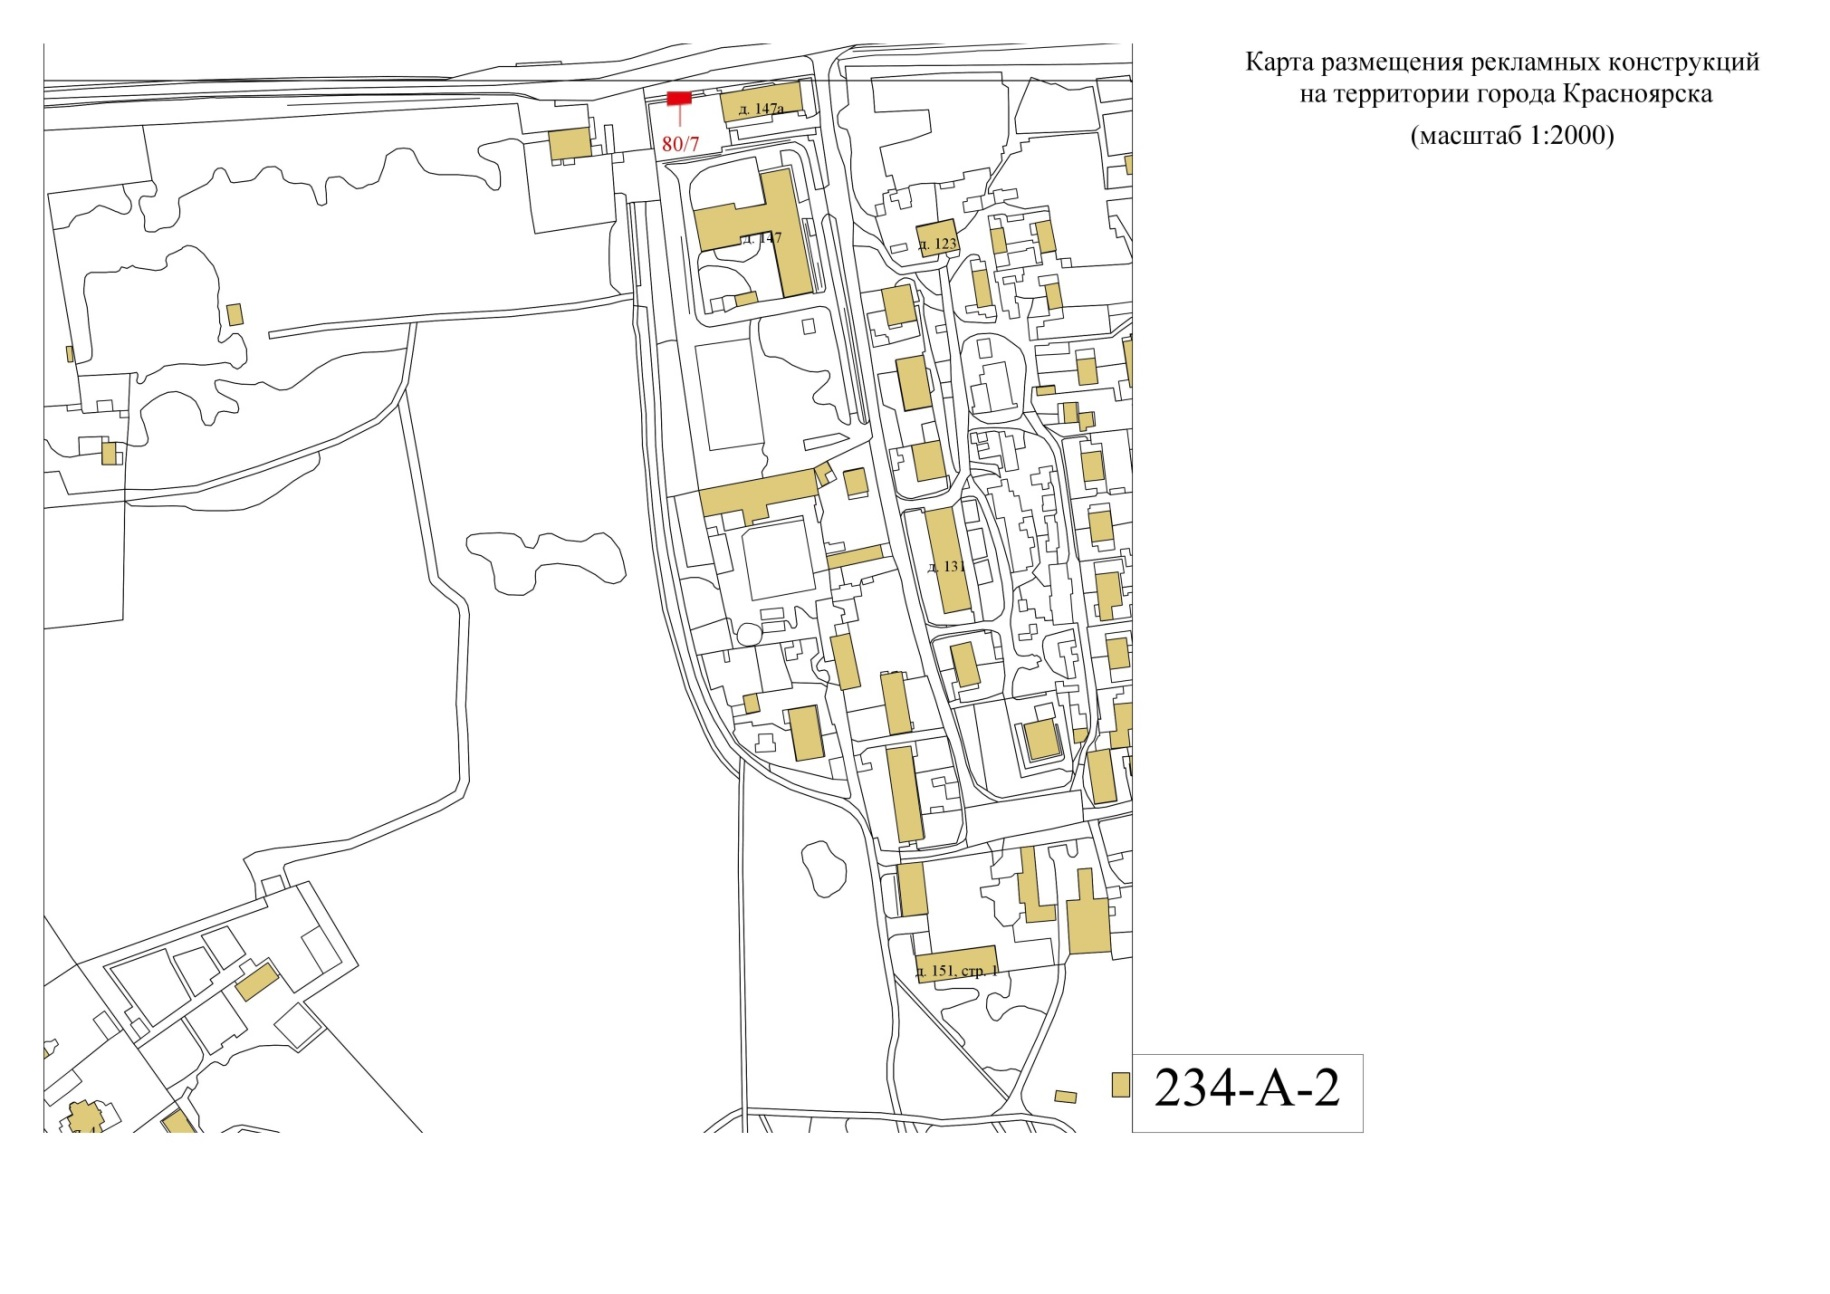 Карта размещения рекламных конструкций
на территории города Красноярска
(масштаб 1:2000)
д. 147а
80/7
д. 147
д. 123
д. 131
д. 151, стр. 1
234-А-2